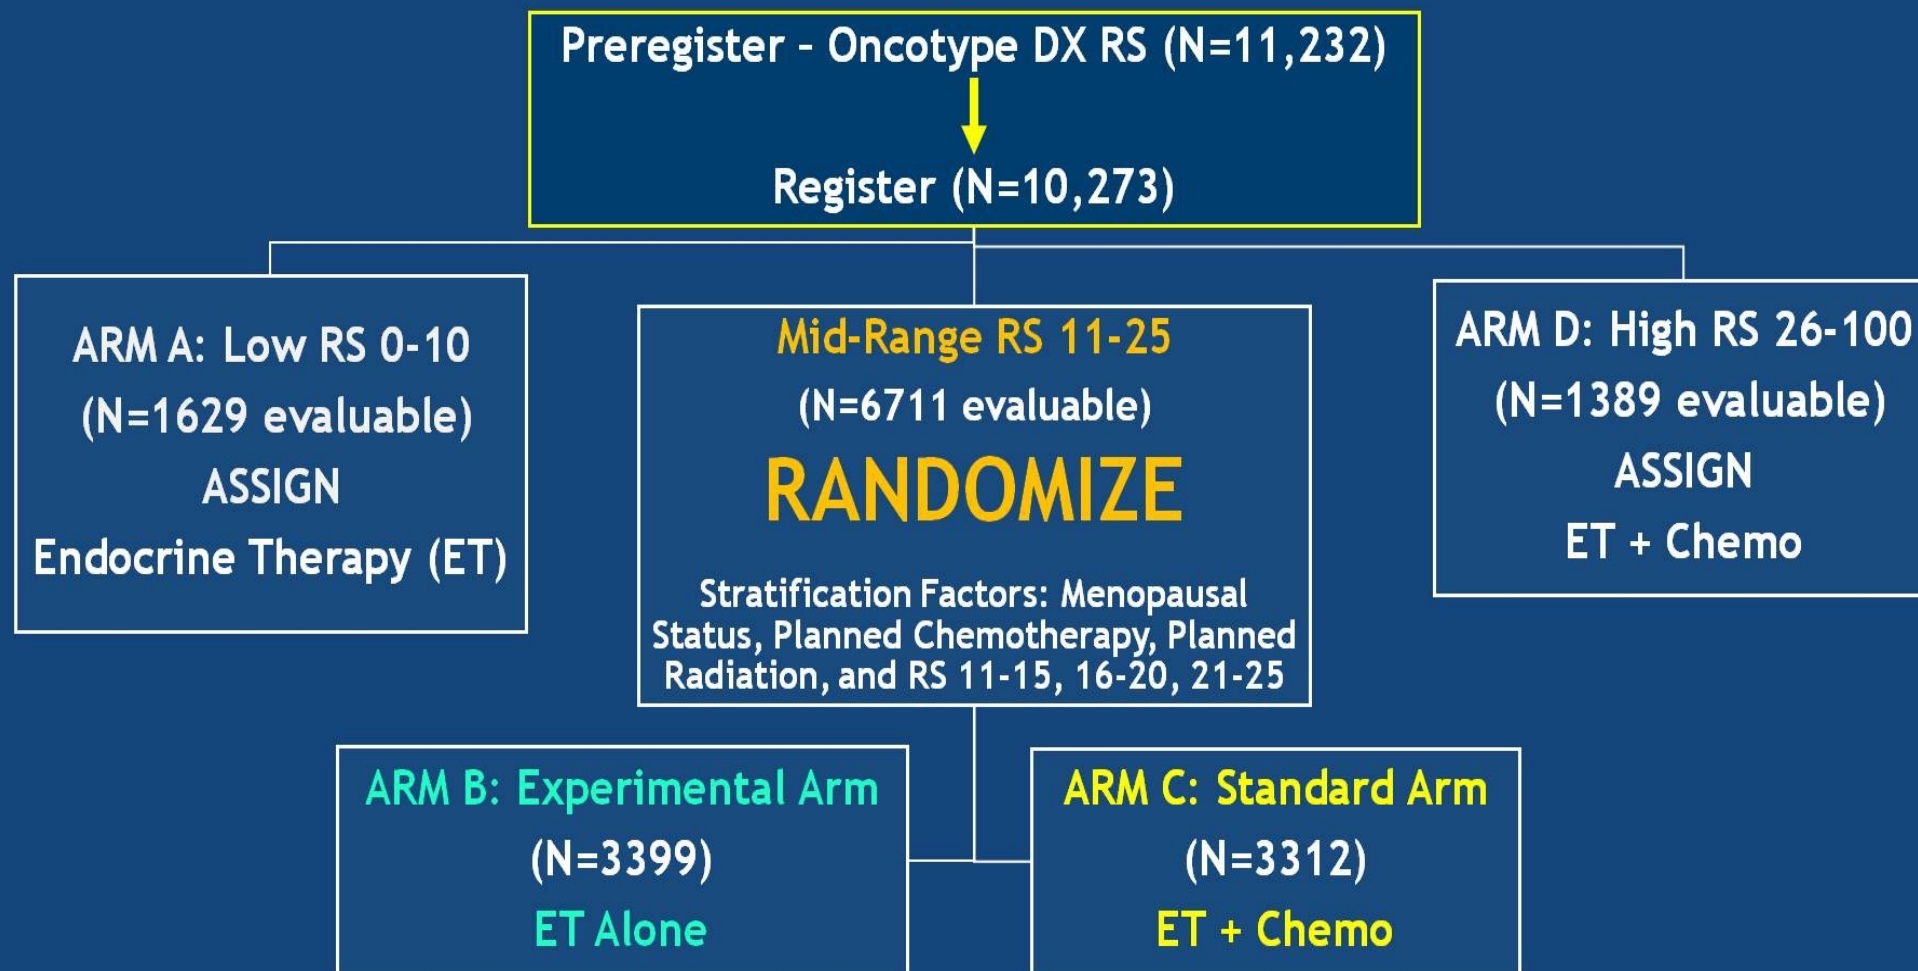 Preregister – Oncotype DX RS (N=11,232)
Register (N=10,273)
ARM A: Low RS 0-10
(N=1629 evaluable)
ASSIGN
Endocrine Therapy (ET)
Mid-Range RS 11-25
(N=6711 evaluable)
RANDOMIZE
Stratification Factors: Menopausal
Status, Planned Chemotherapy, Planned
Radiation, and RS 11-15, 16-20, 21-25
ARM D: High RS 26-100
(N=1389 evaluable)
ASSIGN
ET + Chemo
ARM B: Experimental Arm
(N=3399)
ET Alone
ARM C: Standard Arm
(N=3312)
ET + Chemo